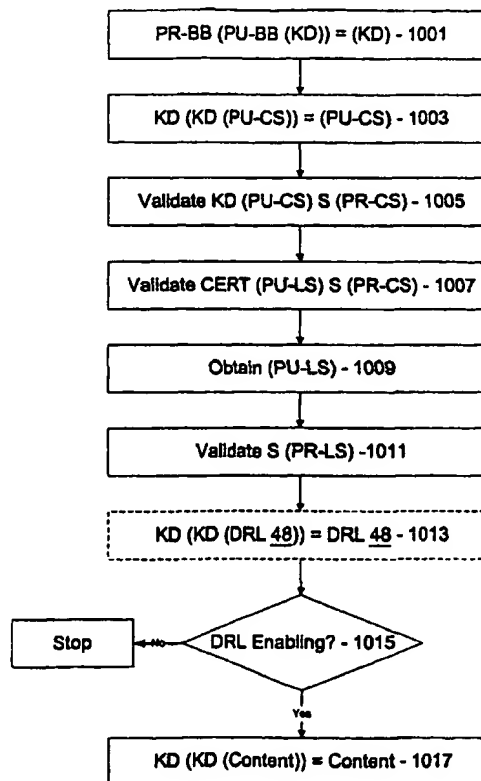 PR-BB (PU-BB (KD)) = (KD) - 1001
KD (KD (PU-CS)) = (PU-CS) - 1003
Validate KD (PU-CS) S (PR-CS) - 1005
Validate CERT (PU-LS) S (PR-CS) - 1007
Obtain (PU-LS) - 1009
Validate S (PR-LS) -1011
KD (KD (DRL 48)) = DRL 48 - 1013
DRL Enabling? - 1015
No
Stop
Yes
KD (KD (Content)) = Content - 1017